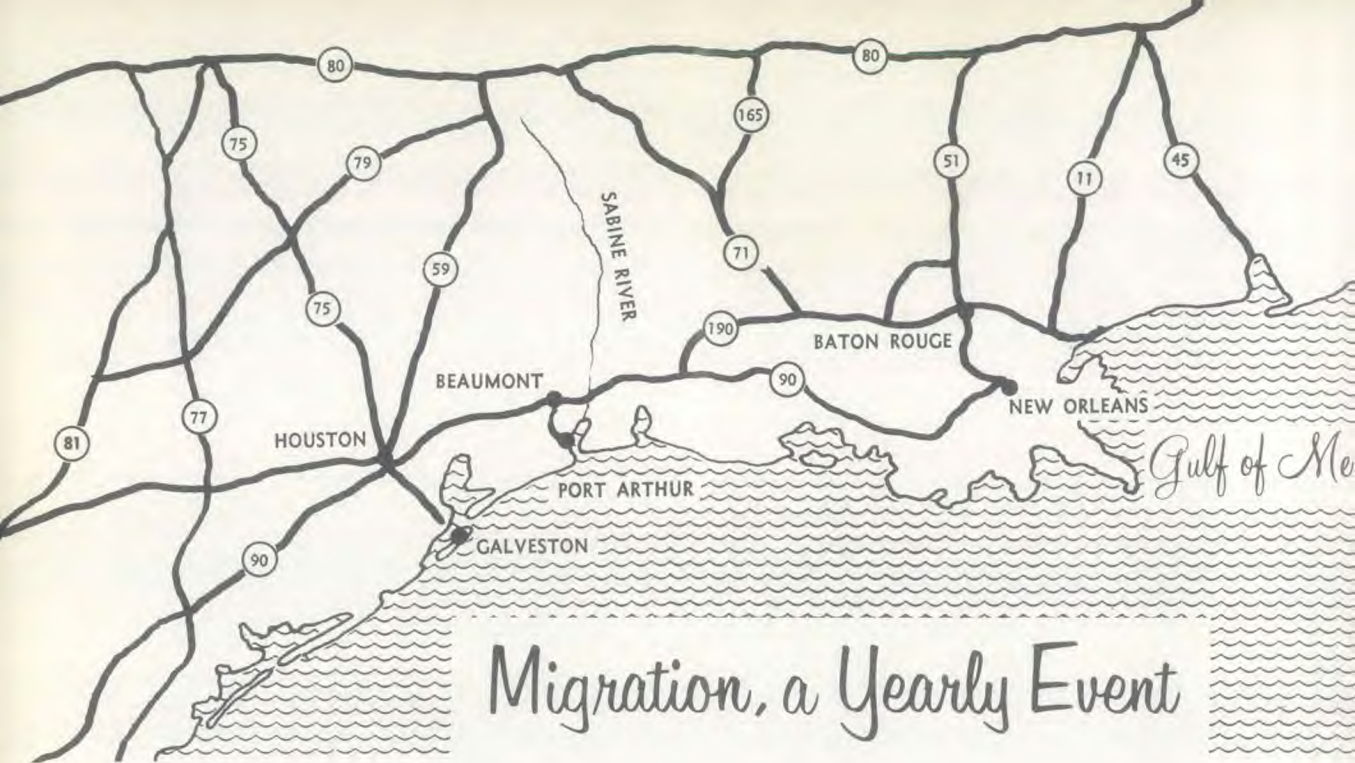 80
80
75
165
79
51
11
45
SABINE RIVER
59
71
75
190
BATON ROUGE
BEAUMONT
90
NEW ORLEANS
77
HOUSTON
81
Gulf of Me
PORT ARTHUR
GALVESTON
90
Migration, a Yearly Event